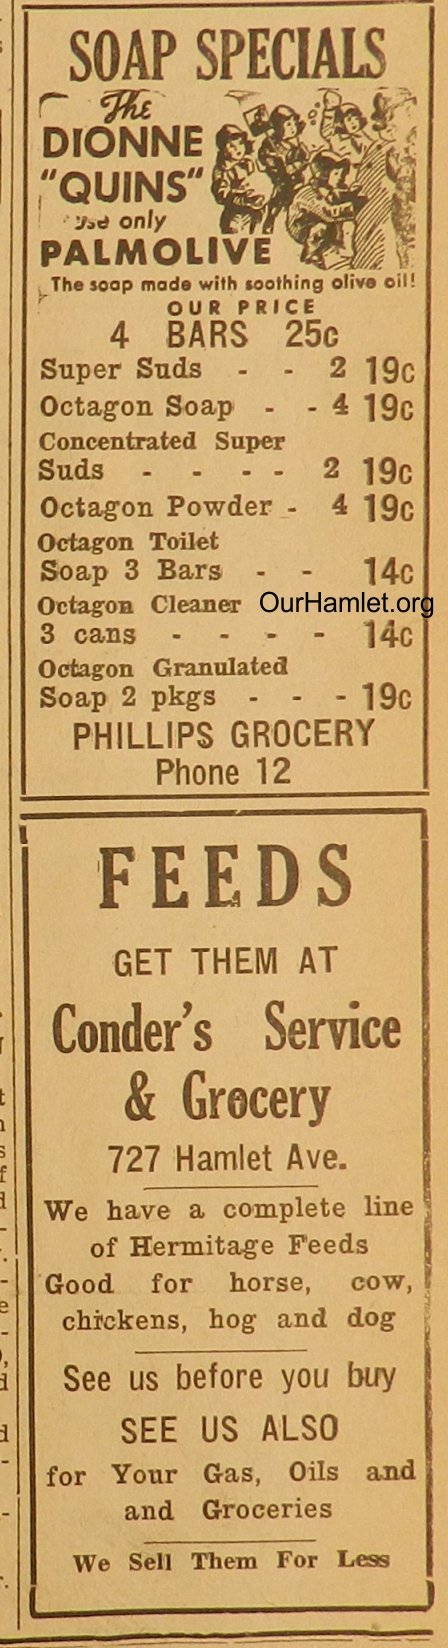 SOAP SPECIALS
The
DIONNE
"QUINS"
use only
PALMOLIVE
The soap made with soothing olive oil!
OUR PRICE
4 BARS 25c
Super Suds - - 2 19c
Octagon Soap - - 4 19c
Concentrated Super
Suds - - - - 2 19c
Octagon Powder - 4 19c
Octagon Toilet
Soap 3 Bars - - 14c
Octagon Cleaner
OurHamlet.org
3 cans - - - - 14c
Octagon Granulated
Soap 2 pkgs - - - 19c
PHILLIPS GROCERY
Phone 12
FEEDS
GET THEM AT
Conder's Service
& Grocery
727 Hamlet Ave.
We have a complete line
of Hermitage Feeds
Good for horse, cow,
chickens, hog and dog
See us before you buy
SEE US ALSO
for Your Gas, Oils and
and Groceries
We Sell Them For Less